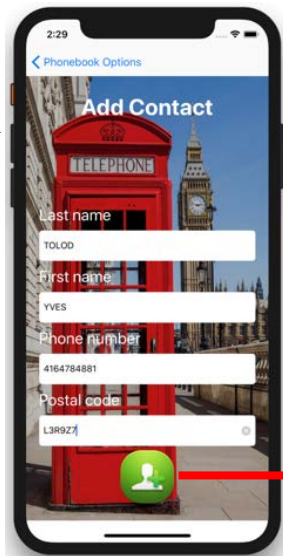 2:29
Phonebook Options
Add Contact
TELEPHONE
Last name
TOLOD
First name
YVES
Phone number
4164784881
Postal code
L3R9Z7